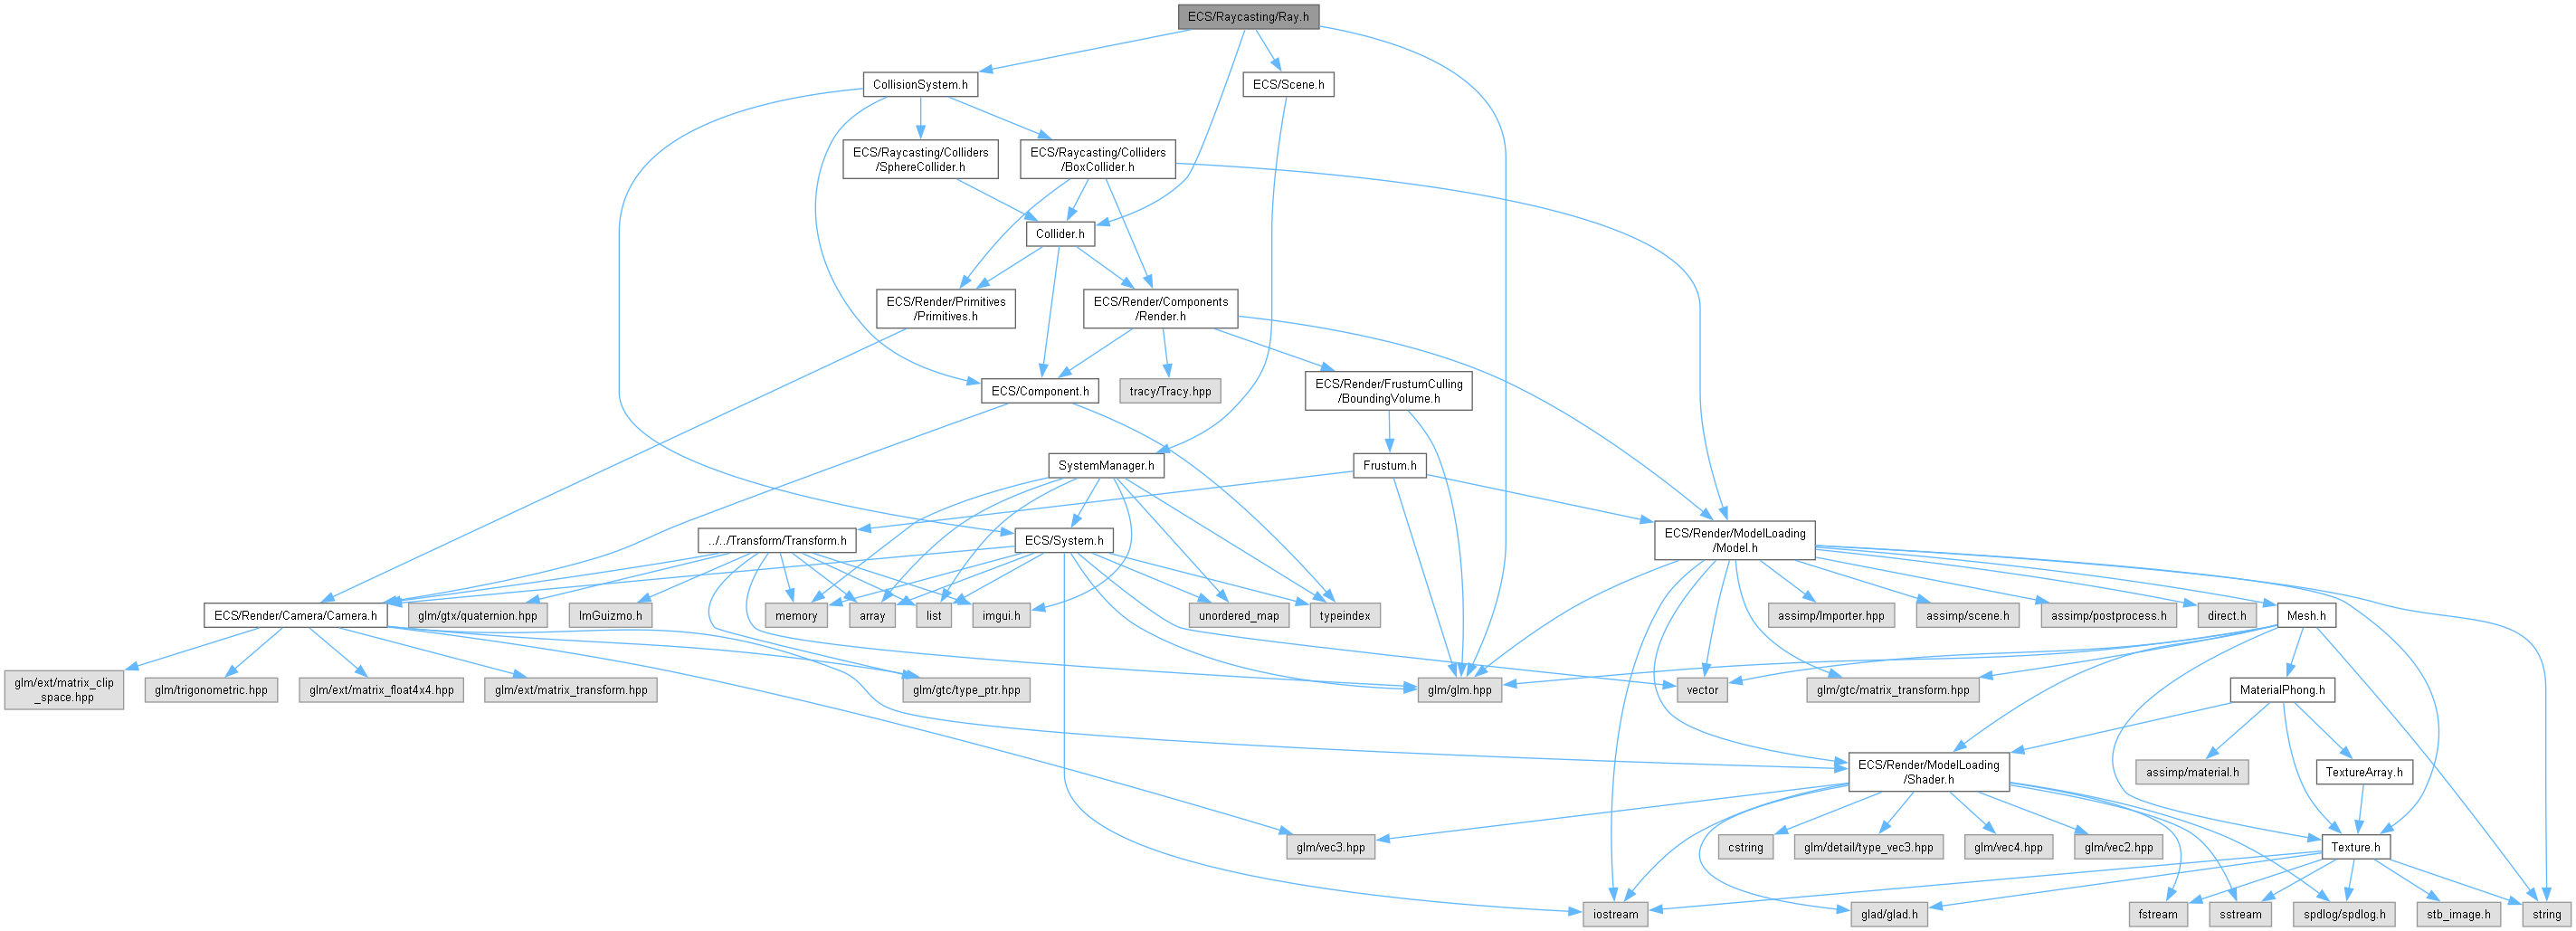 ECS/Raycasting/Ray.h
CollisionSystem.h
ECS/Scene.h
ECS/Raycasting/Colliders
/SphereCollider.h
ECS/Raycasting/Colliders
/BoxCollider.h
Collider.h
ECS/Render/Primitives
/Primitives.h
ECS/Render/Components
/Render.h
ECS/Component.h
tracy/Tracy.hpp
ECS/Render/FrustumCulling
/BoundingVolume.h
SystemManager.h
Frustum.h
../../Transform/Transform.h
ECS/System.h
ECS/Render/ModelLoading
/Model.h
ECS/Render/Camera/Camera.h
glm/gtx/quaternion.hpp
ImGuizmo.h
memory
array
list
imgui.h
unordered_map
typeindex
assimp/Importer.hpp
assimp/scene.h
assimp/postprocess.h
direct.h
Mesh.h
glm/ext/matrix_clip
_space.hpp
glm/trigonometric.hpp
glm/ext/matrix_float4x4.hpp
glm/ext/matrix_transform.hpp
glm/gtc/type_ptr.hpp
glm/glm.hpp
vector
glm/gtc/matrix_transform.hpp
MaterialPhong.h
ECS/Render/ModelLoading
/Shader.h
assimp/material.h
TextureArray.h
glm/vec3.hpp
cstring
glm/detail/type_vec3.hpp
glm/vec4.hpp
glm/vec2.hpp
Texture.h
iostream
glad/glad.h
fstream
sstream
spdlog/spdlog.h
stb_image.h
string